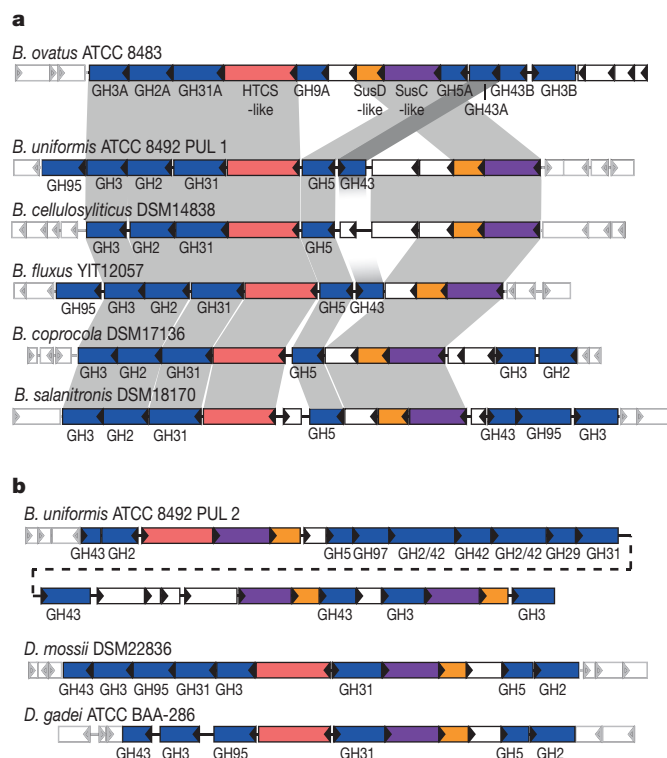 a
B. ovatus ATCC 8483
GH3A GH2A GH31A HTCS GH9A SusD SusC GH5A GH43B GH3B
-like -like -like GH43A
B. uniformis ATCC 8492 PUL 1
GH95 GH3 GH2 GH31 GH5 GH43
B. cellulosyliticus DSM14838
GH3 GH2 GH31 GH5
B. fluxus YIT12057
GH95 GH3 GH2 GH31 GH5 GH43
B. coprocola DSM17136
GH3 GH2 GH31 GH5 GH3 GH2
B. salanitronis DSM18170
GH3 GH2 GH31 GH5 GH43 GH95 GH3
b
B. uniformis ATCC 8492 PUL 2
GH43 GH2 GH5 GH97 GH2/42 GH42 GH2/42 GH29 GH31
GH43 GH43 GH3 GH3
D. mossii DSM22836
GH43 GH3 GH95 GH31 GH3 GH31 GH5 GH2
D. gadei ATCC BAA-286
GH43 GH3 GH95 GH31 GH5 GH2